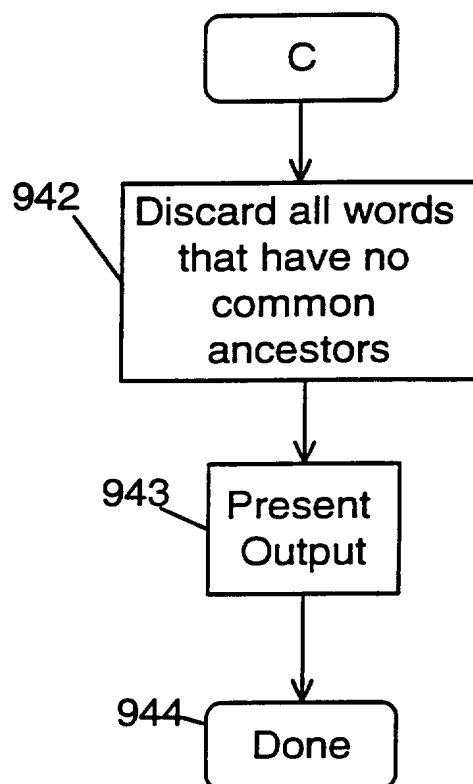 C
942
Discard all words
that have no
common
ancestors
943
Present
Output
944
Done